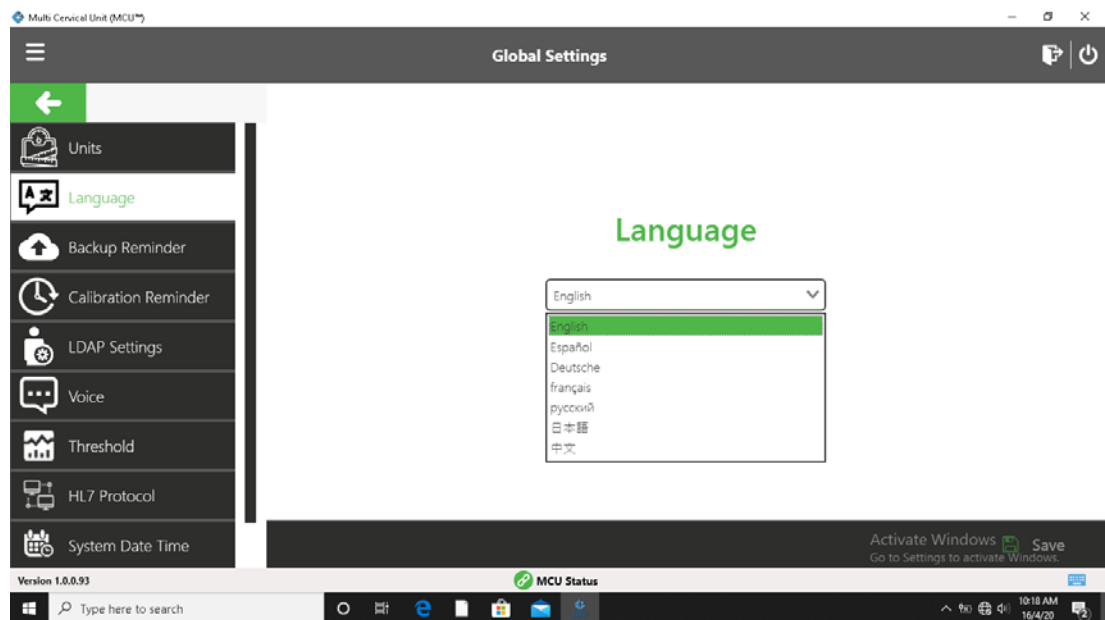 Multi Cervical Unit (MCU™)
Global Settings
Units
Language
Backup Reminder
Calibration Reminder
LDAP Settings
Voice
Threshold
HL7 Protocol
System Date Time
Language
English
English
Español
Deutsche
français
русский
日本語
中文
Activate Windows
Go to Settings to activate Windows.
Save
Version 1.0.0.93
MCU Status
Type here to search
10:18 AM
16/4/20
2